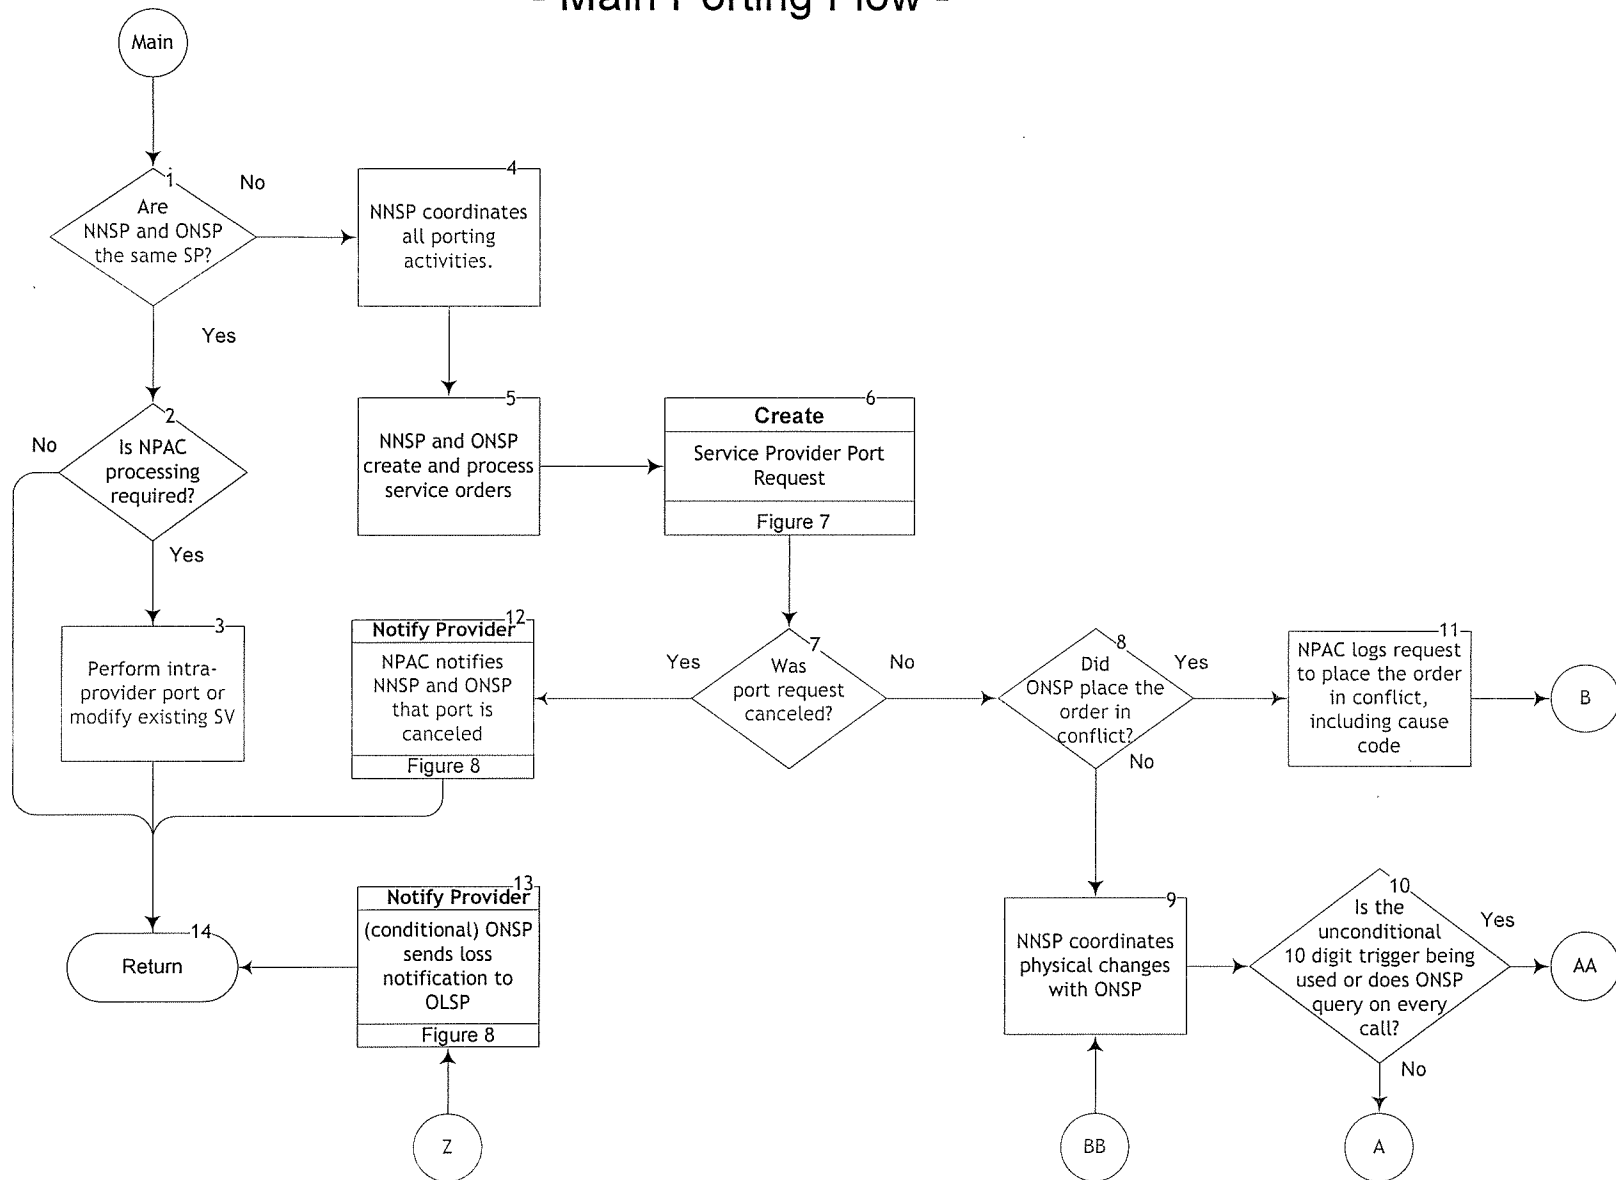 - Main Porting Flow -
Main
1
Are
NNSP and ONSP
the same SP?
No
Yes
4
NNSP coordinates
all porting
activities.
2
Is NPAC
processing
required?
No
Yes
5
NNSP and ONSP
create and process
service orders
6
Create
Service Provider Port
Request
Figure 7
3
Perform intra-
provider port or
modify existing SV
12
Notify Provider
NPAC notifies
NNSP and ONSP
that port is
canceled
Figure 8
Yes
7
Was
port request
canceled?
No
8
Did
ONSP place the
order in
conflict?
Yes
No
11
NPAC logs request
to place the order
in conflict,
including cause
code
B
14
Return
13
Notify Provider
(conditional) ONSP
sends loss
notification to
OLSP
Figure 8
9
NNSP coordinates
physical changes
with ONSP
10
Is the
unconditional
10 digit trigger being
used or does ONSP
query on every
call?
Yes
AA
No
Z
BB
A